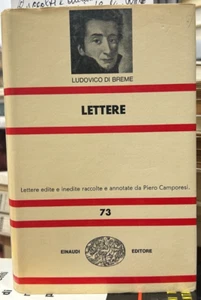 LUDOVICO DI BREME
LETTERE
Lettere edite e inedite raccolte e annotate da Piero Camporesi.
73
EINAUDI
EDITORE